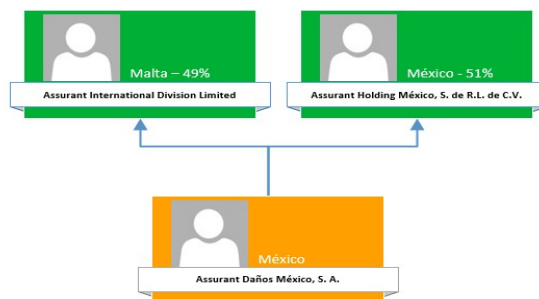 Malta – 49%
Assurant International Division Limited
México - 51%
Assurant Holding México, S. de R.L. de C.V.
México
Assurant Daños México, S. A.